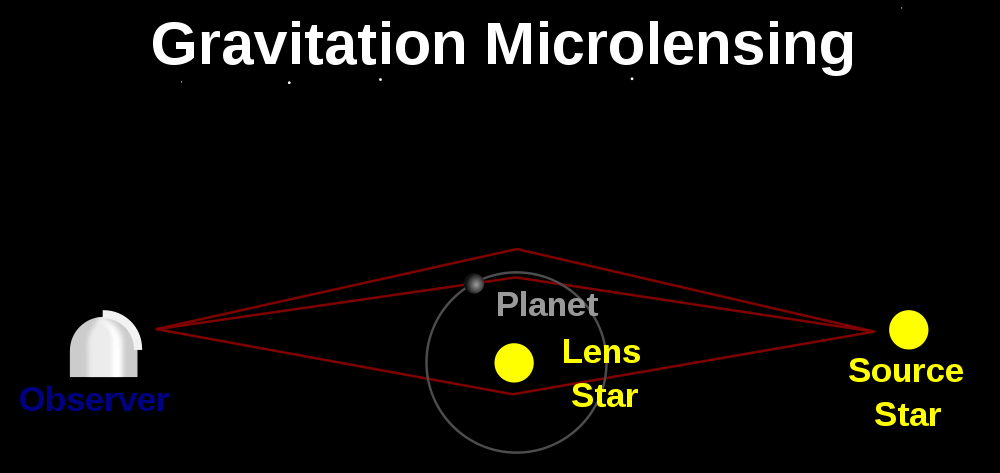 Gravitation Microlensing
Planet
Lens
Star
Source
Star
Observer